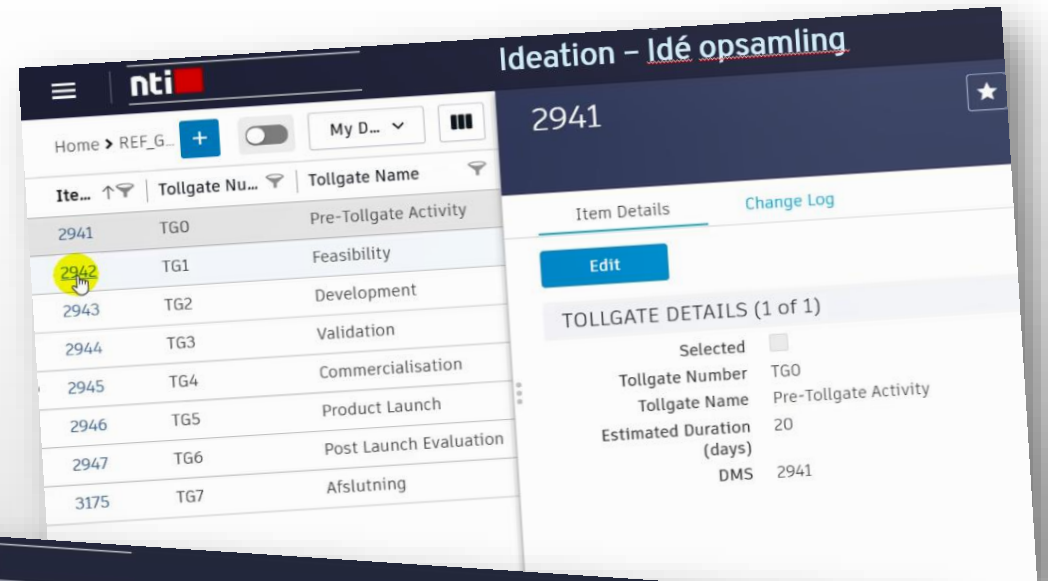 nti
Ideation – Idé opsamling
Home > REF_G...
+
My D...
Ite...
Tollgate Nu...
Tollgate Name
2941
TG0
Pre-Tollgate Activity
2942
TG1
Feasibility
2943
TG2
Development
2944
TG3
Validation
2945
TG4
Commercialisation
2946
TG5
Product Launch
2947
TG6
Post Launch Evaluation
3175
TG7
Afslutning
2941
Item Details
Change Log
Edit
TOLLGATE DETAILS (1 of 1)
Selected
Tollgate Number TG0
Tollgate Name Pre-Tollgate Activity
Estimated Duration 20
(days)
DMS 2941